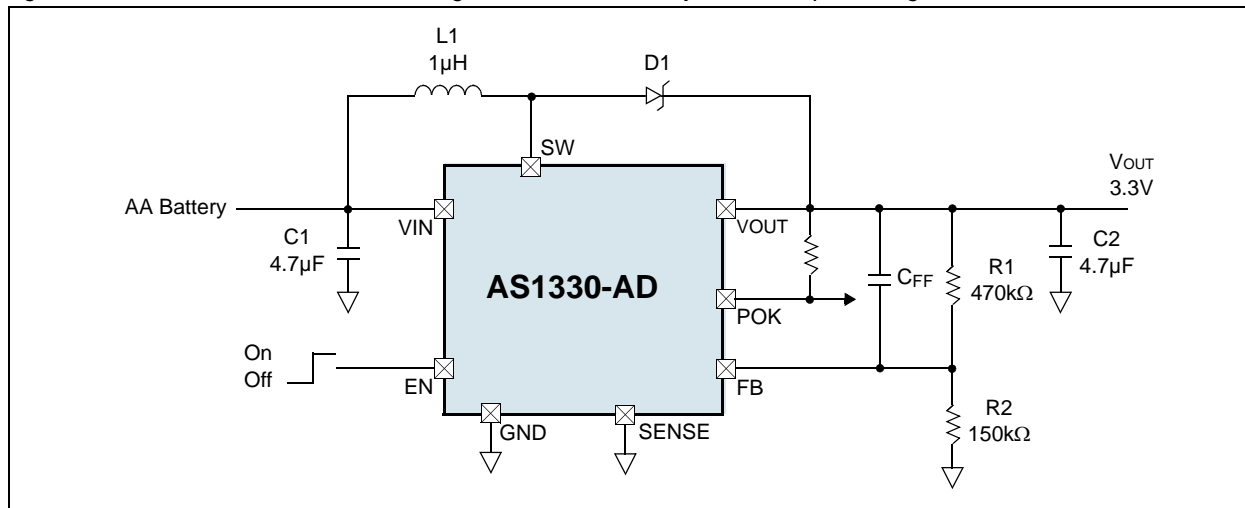 L1
1µH
D1
SW
VOUT
3.3V
AA Battery
VIN
VOUT
C1
4.7µF
C2
4.7µF
AS1330-AD
CFF
R1
470kΩ
POK
On
Off
EN
FB
GND
SENSE
R2
150kΩ